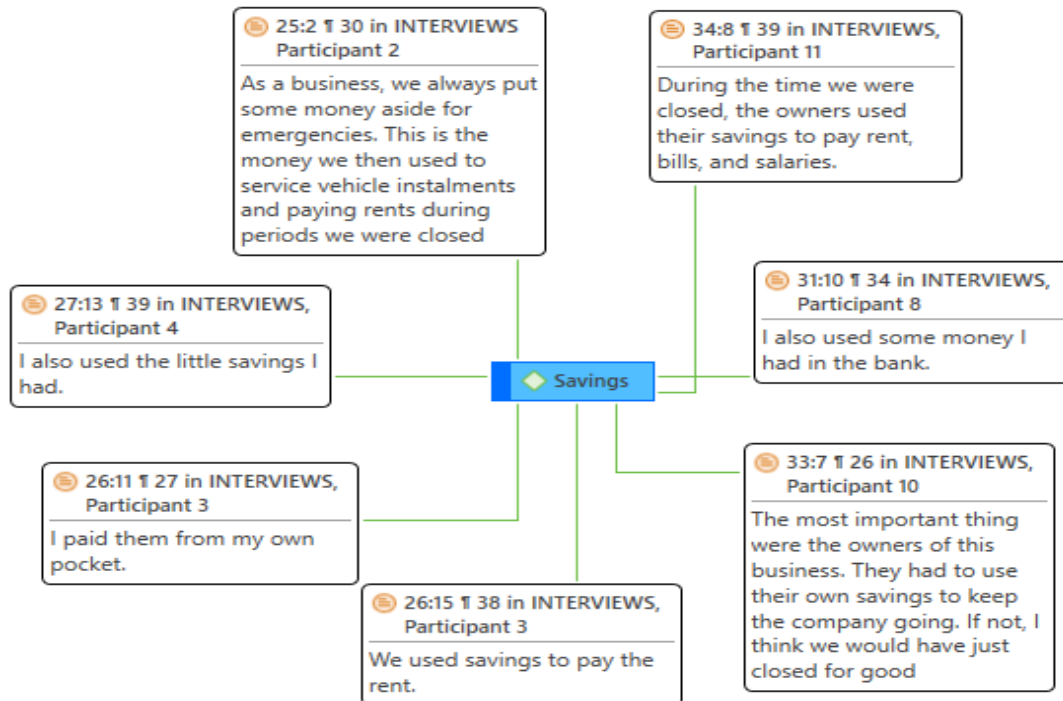 25:2 ¶ 30 in INTERVIEWS
Participant 2
As a business, we always put
some money aside for
emergencies. This is the
money we then used to
service vehicle instalments
and paying rents during
periods we were closed
34:8 ¶ 39 in INTERVIEWS,
Participant 11
During the time we were
closed, the owners used
their savings to pay rent,
bills, and salaries.
27:13 ¶ 39 in INTERVIEWS,
Participant 4
I also used the little savings I
had.
31:10 ¶ 34 in INTERVIEWS,
Participant 8
I also used some money I
had in the bank.
Savings
26:11 ¶ 27 in INTERVIEWS,
Participant 3
I paid them from my own
pocket.
33:7 ¶ 26 in INTERVIEWS,
Participant 10
The most important thing
were the owners of this
business. They had to use
their own savings to keep
the company going. If not, I
think we would have just
closed for good
26:15 ¶ 38 in INTERVIEWS,
Participant 3
We used savings to pay the
rent.